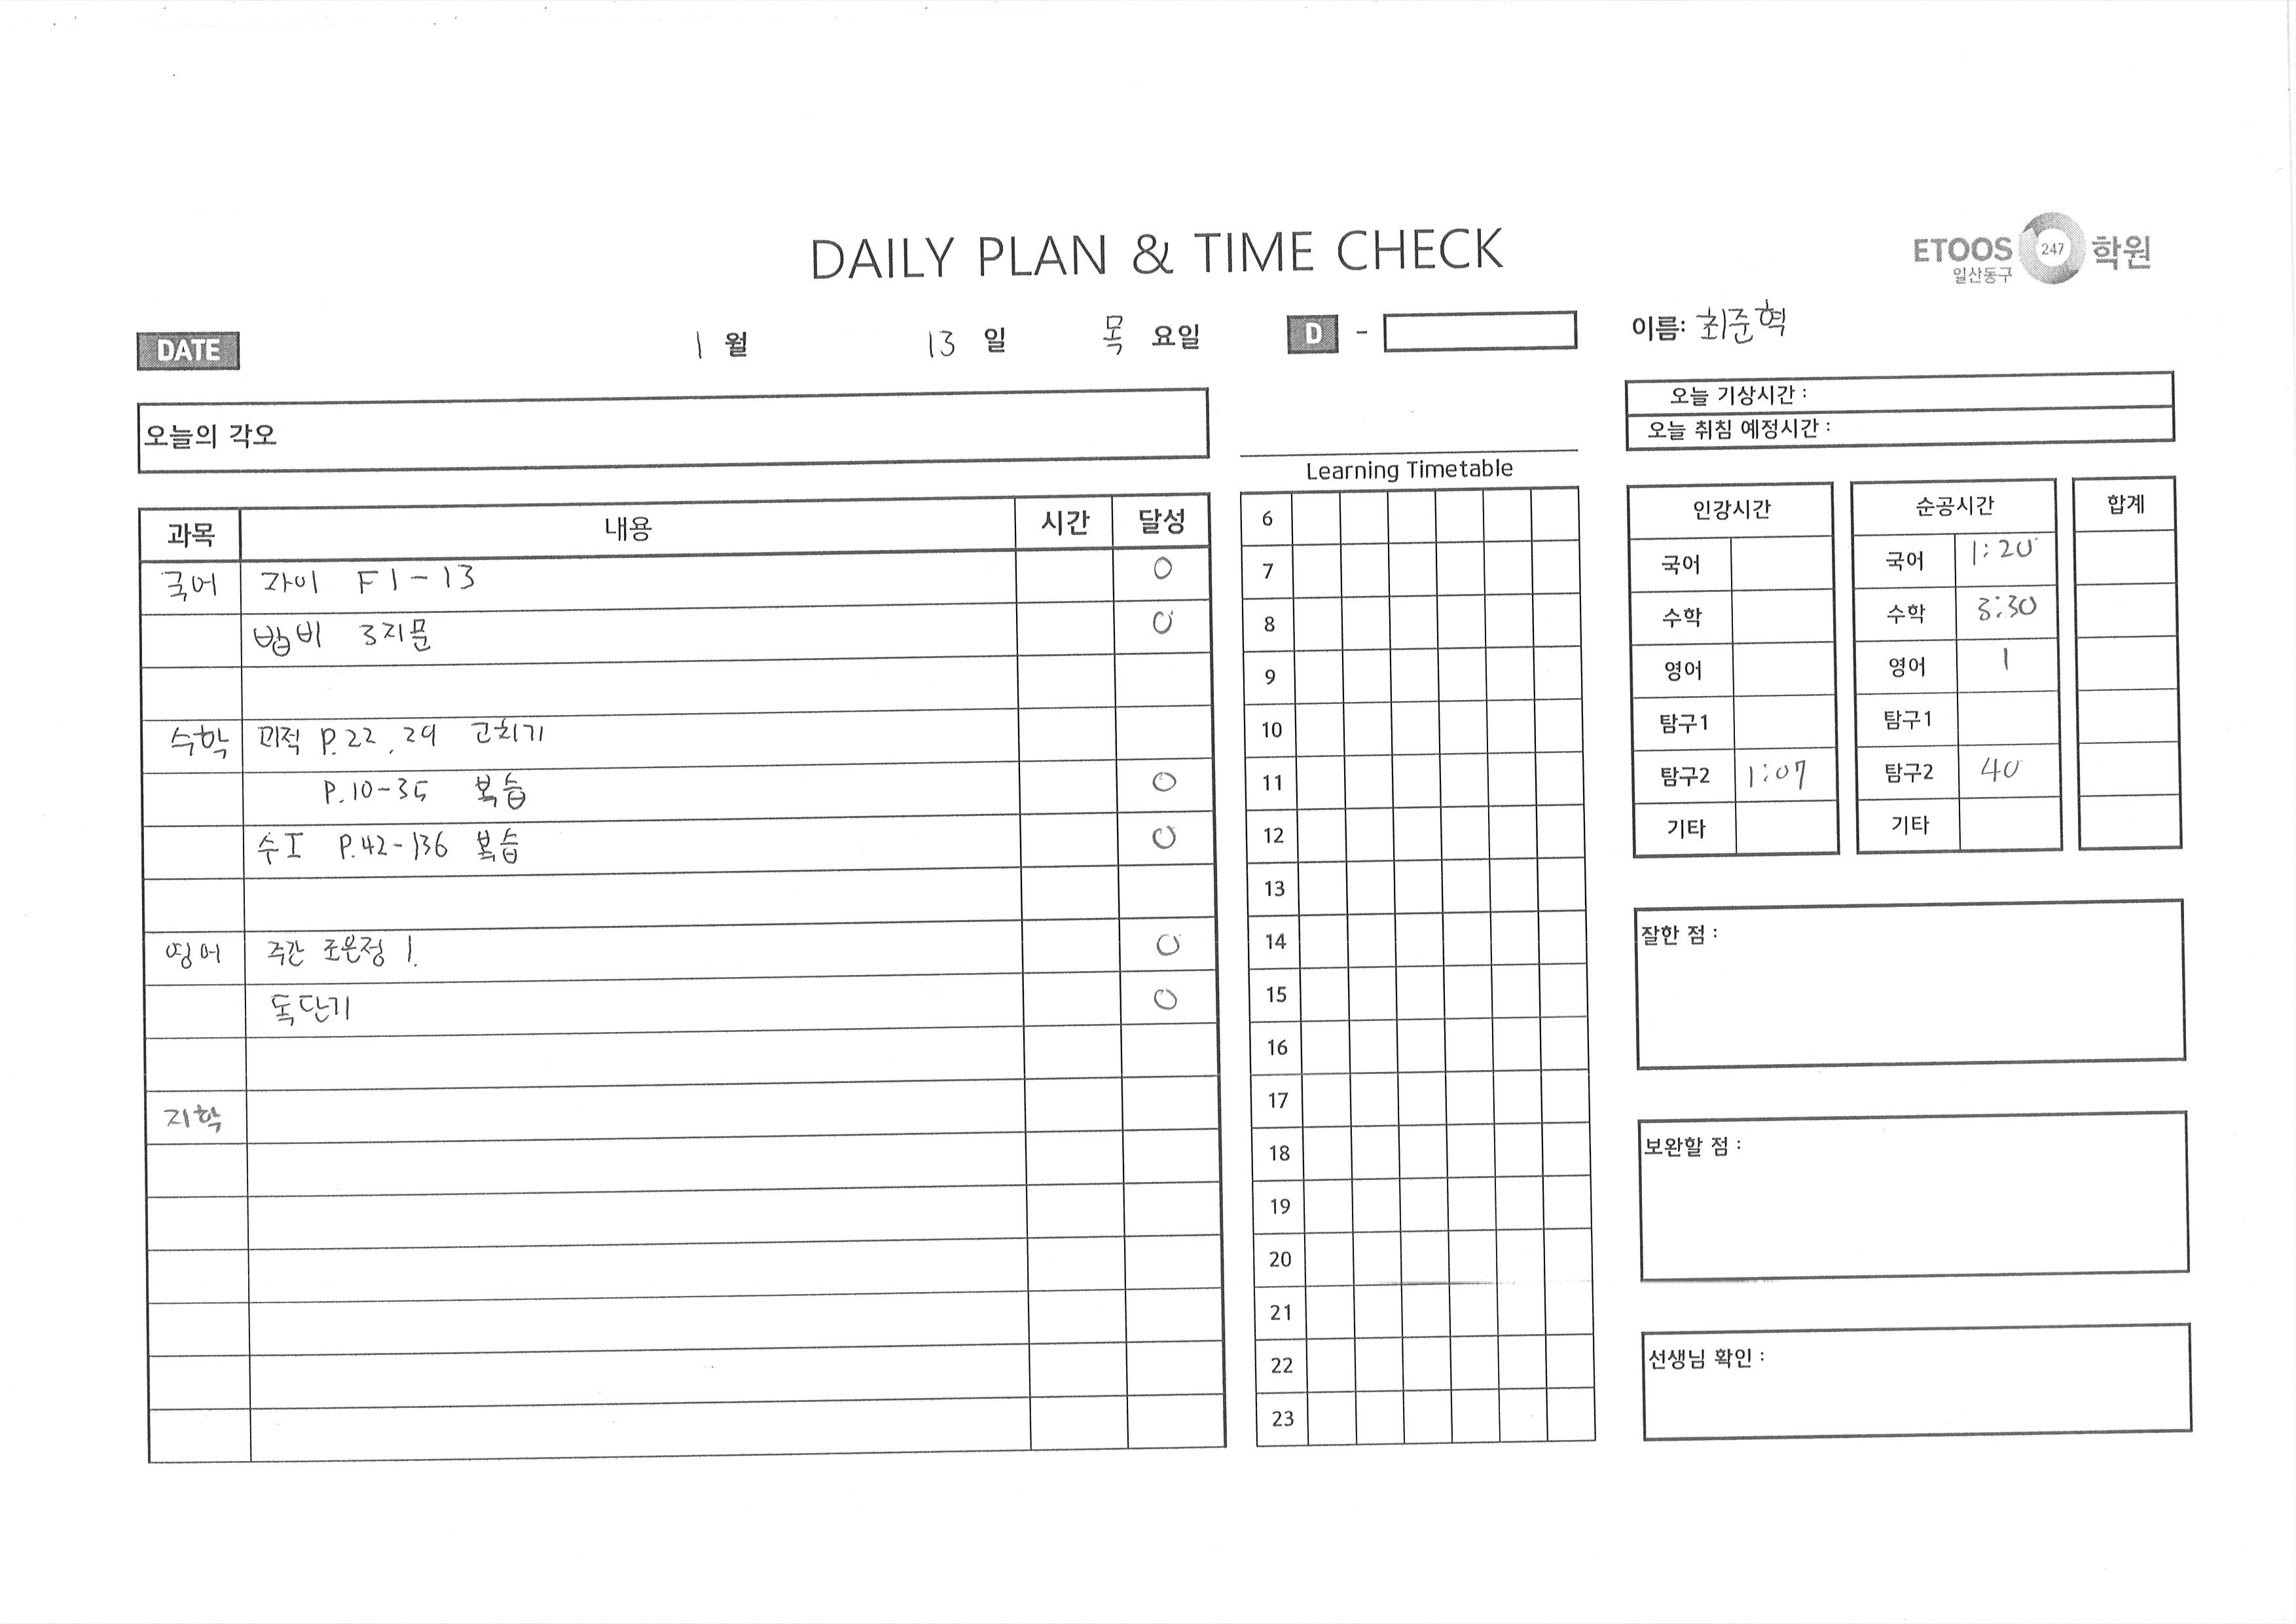 DAILY PLAN & TIME CHECK
ETOOS 247 학원
일산동구
DATE 1 월 13 일 목 요일 D -
이름: 최준혁
오늘의 각오
오늘 기상시간 :
오늘 취침 예정시간 :
과목 내용 시간 달성
국어 자이 F1-13 O
밥비 3지문 O
수학 미적 P.22, 29 고치기
P.10-35 복습 O
수I P.42-136 복습 O
영어 주간 조은정 1. O
독단기 O
지학
Learning Timetable
6
7
8
9
10
11
12
13
14
15
16
17
18
19
20
21
22
23
인강시간
국어
수학
영어
탐구1
탐구2 1:07
기타
순공시간
국어 1:20
수학 3:30
영어 1
탐구1
탐구2 40
기타
합계
잘한 점 :
보완할 점 :
선생님 확인 :